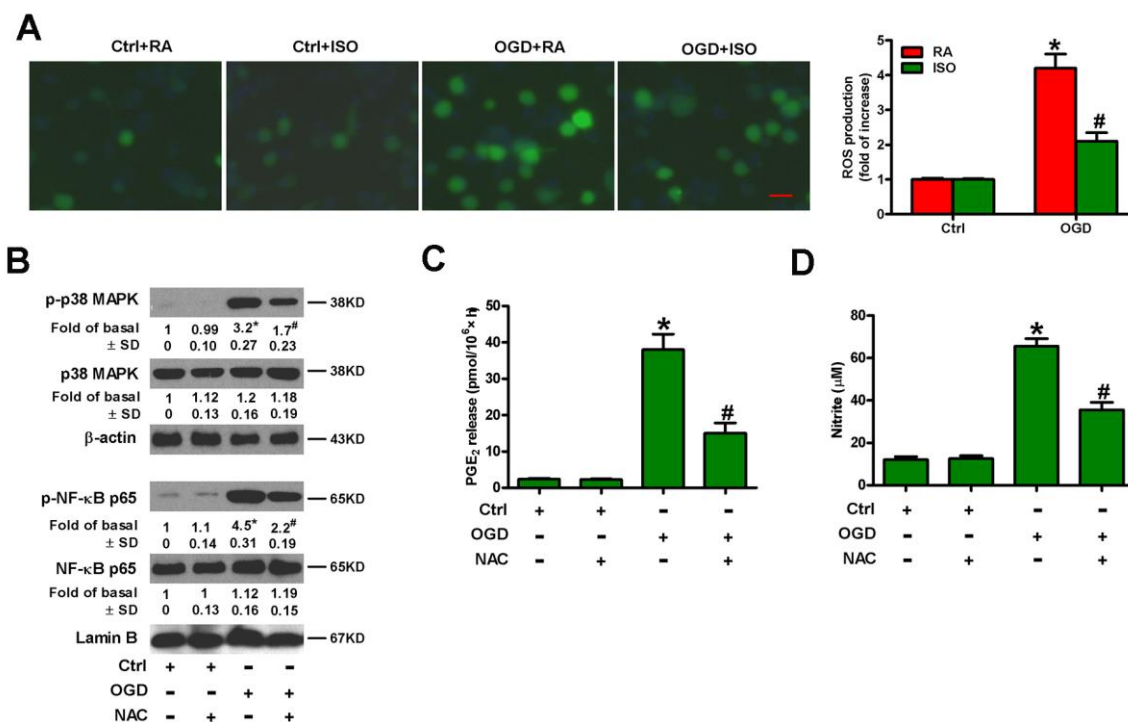 A
Ctrl+RA Ctrl+ISO OGD+RA OGD+ISO
ROS production
(fold of increase)
5
4
3
2
1
0
RA
ISO
*
#
Ctrl OGD
B
p-p38 MAPK 38KD
Fold of basal 1 0.99 3.2* 1.7#
± SD 0 0.10 0.27 0.23
p38 MAPK 38KD
Fold of basal 1 1.12 1.2 1.18
± SD 0 0.13 0.16 0.19
β-actin 43KD
p-NF-κB p65 65KD
Fold of basal 1 1.1 4.5* 2.2#
± SD 0 0.14 0.31 0.19
NF-κB p65 65KD
Fold of basal 1 1 1.12 1.19
± SD 0 0.13 0.16 0.15
Lamin B 67KD
Ctrl + + - -
OGD - - + +
NAC - + - +
C
PGE₂ release (pmol/10⁶× h)
50
40
30
20
10
0
*
#
Ctrl + + - -
OGD - - + +
NAC - + - +
D
Nitrite (μM)
80
60
40
20
0
*
#
Ctrl + + - -
OGD - - + +
NAC - + - +